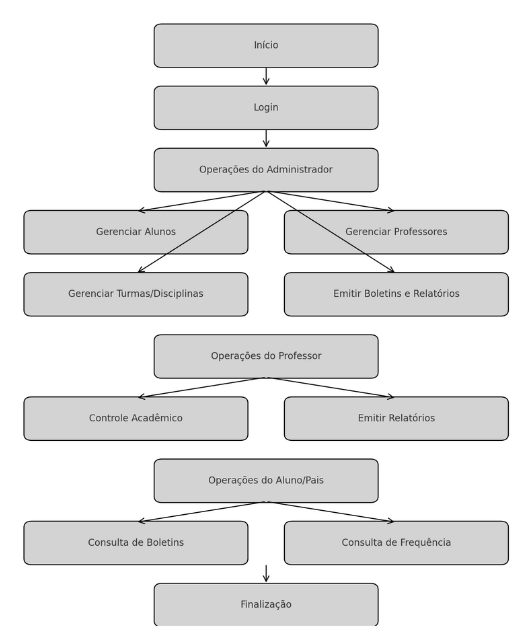 Início
Login
Operações do Administrador
Gerenciar Alunos
Gerenciar Professores
Gerenciar Turmas/Disciplinas
Emitir Boletins e Relatórios
Operações do Professor
Controle Acadêmico
Emitir Relatórios
Operações do Aluno/Pais
Consulta de Boletins
Consulta de Frequência
Finalização